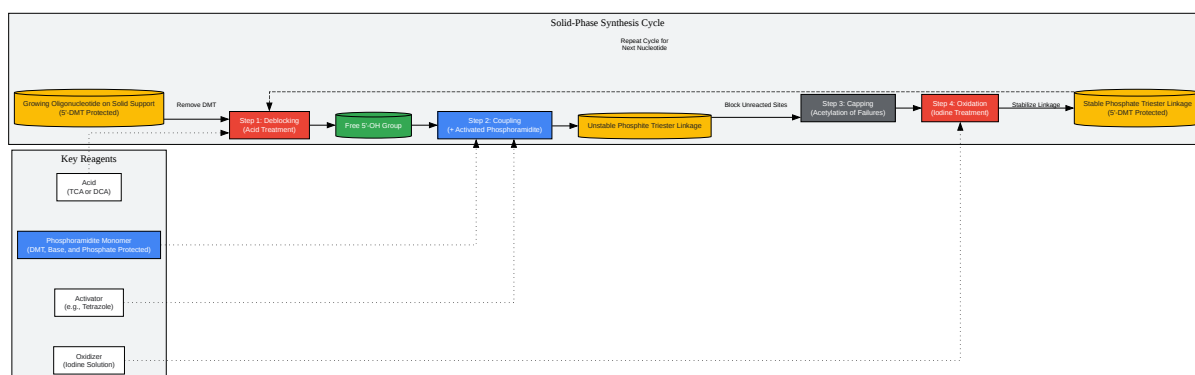 Solid-Phase Synthesis Cycle
Repeat Cycle for
Next Nucleotide
Growing Oligonucleotide on Solid Support
(5'-DMT Protected)
Remove DMT
Step 1: Deblocking
(Acid Treatment)
Free 5'-OH Group
Step 2: Coupling
(+ Activated Phosphoramidite)
Unstable Phosphite Triester Linkage
Block Unreacted Sites
Step 3: Capping
(Acetylation of Failures)
Step 4: Oxidation
(Iodine Treatment)
Stabilize Linkage
Stable Phosphate Triester Linkage
(5'-DMT Protected)
Key Reagents
Acid
(TCA or DCA)
Phosphoramidite Monomer
(DMT, Base, and Phosphate Protected)
Activator
(e.g., Tetrazole)
Oxidizer
(Iodine Solution)